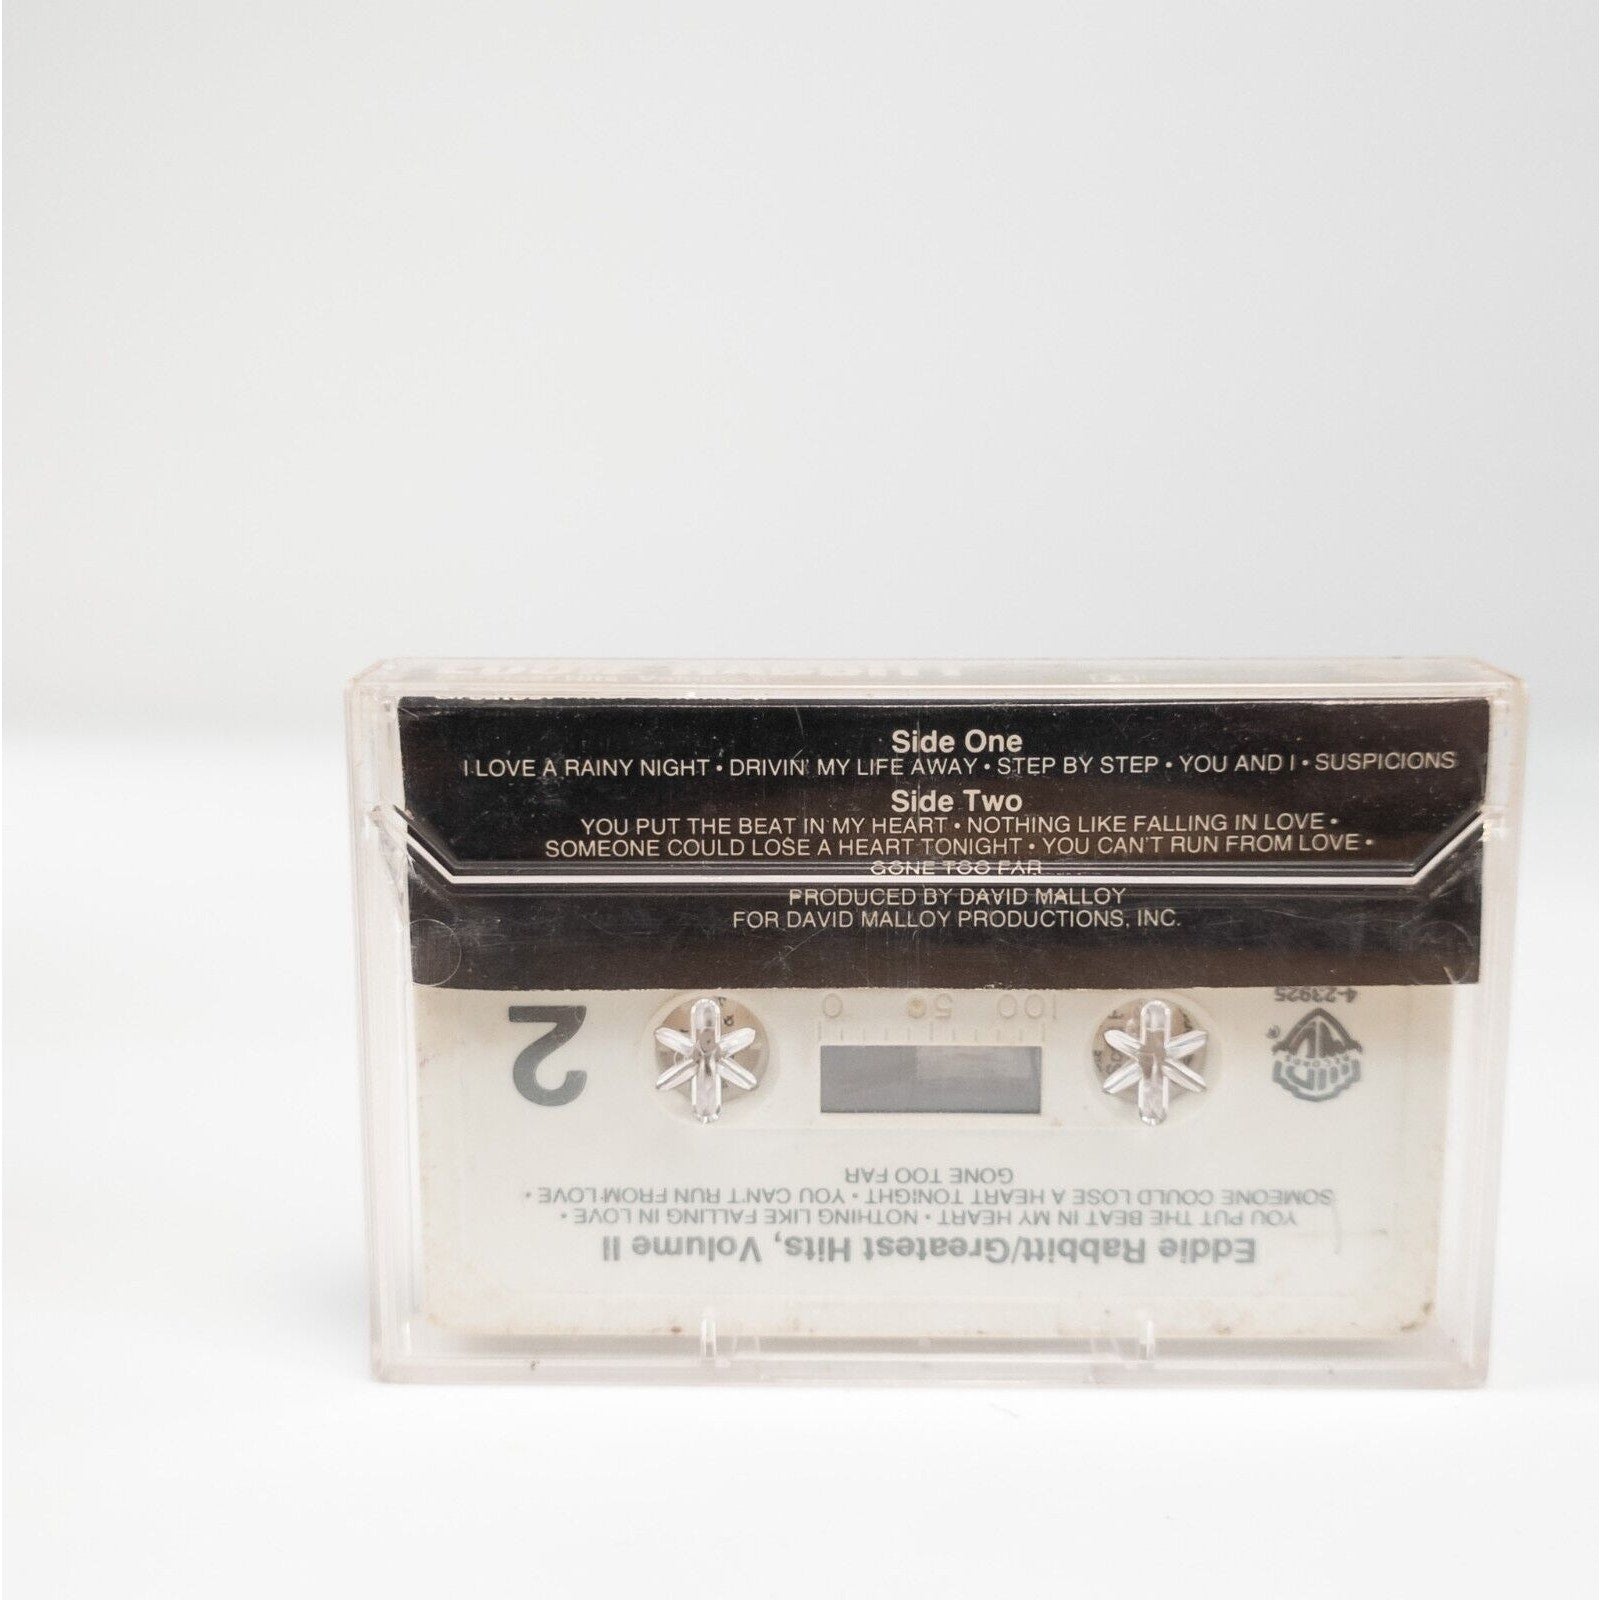 Side One
I LOVE A RAINY NIGHT • DRIVIN' MY LIFE AWAY • STEP BY STEP • YOU AND I • SUSPICIONS
Side Two
YOU PUT THE BEAT IN MY HEART • NOTHING LIKE FALLING IN LOVE •
SOMEONE COULD LOSE A HEART TONIGHT • YOU CAN'T RUN FROM LOVE •
GONE TOO FAR
PRODUCED BY DAVID MALLOY
FOR DAVID MALLOY PRODUCTIONS, INC.
Eddie Rabbitt/Greatest Hits, Volume II
YOU PUT THE BEAT IN MY HEART • NOTHING LIKE FALLING IN LOVE •
SOMEONE COULD LOSE A HEART TONIGHT • YOU CAN'T RUN FROM LOVE •
GONE TOO FAR
RECORDS
100 50 0
2
4-23925